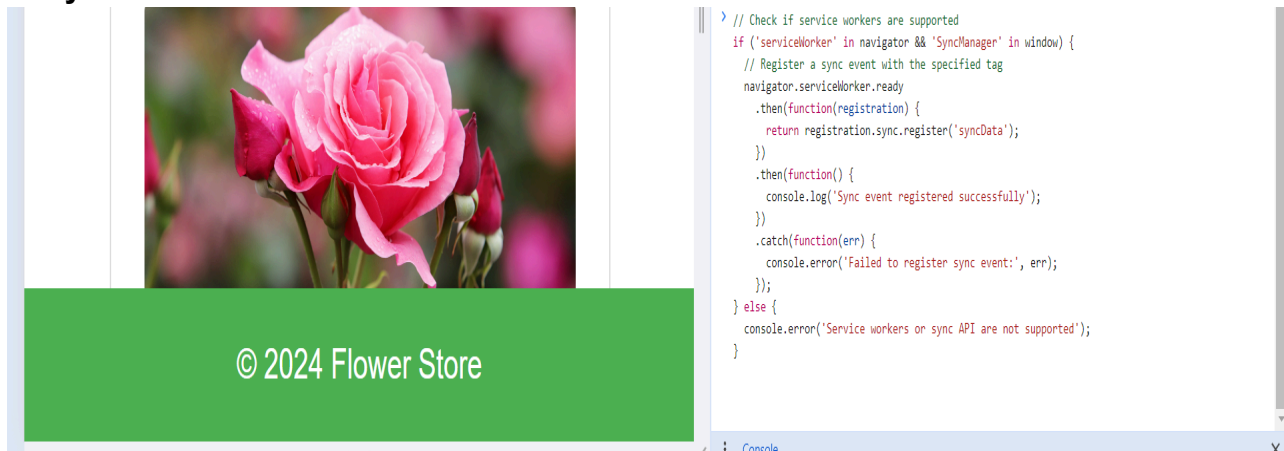 © 2024 Flower Store
// Check if service workers are supported
if ('serviceWorker' in navigator && 'SyncManager' in window) {
// Register a sync event with the specified tag
navigator.serviceWorker.ready
.then(function(registration) {
return registration.sync.register('syncData');
})
.then(function() {
console.log('Sync event registered successfully');
})
.catch(function(err) {
console.error('Failed to register sync event:', err);
});
} else {
console.error('Service workers or sync API are not supported');
}
Console